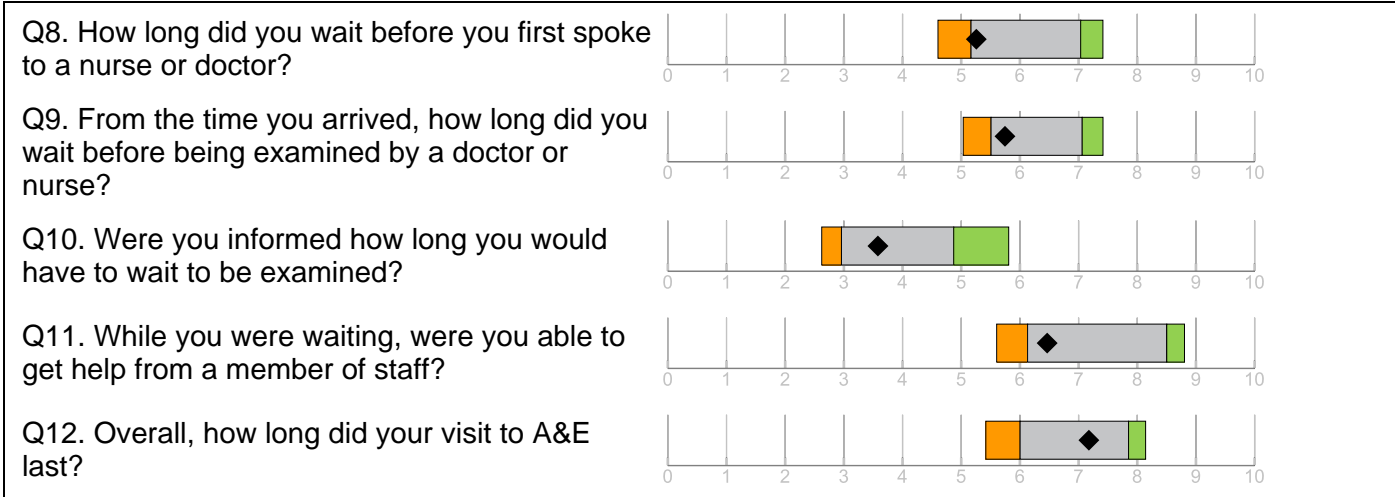 Q8. How long did you wait before you first spoke
to a nurse or doctor?
0 1 2 3 4 5 6 7 8 9 10
Q9. From the time you arrived, how long did you
wait before being examined by a doctor or
nurse?
0 1 2 3 4 5 6 7 8 9 10
Q10. Were you informed how long you would
have to wait to be examined?
0 1 2 3 4 5 6 7 8 9 10
Q11. While you were waiting, were you able to
get help from a member of staff?
0 1 2 3 4 5 6 7 8 9 10
Q12. Overall, how long did your visit to A&E
last?
0 1 2 3 4 5 6 7 8 9 10